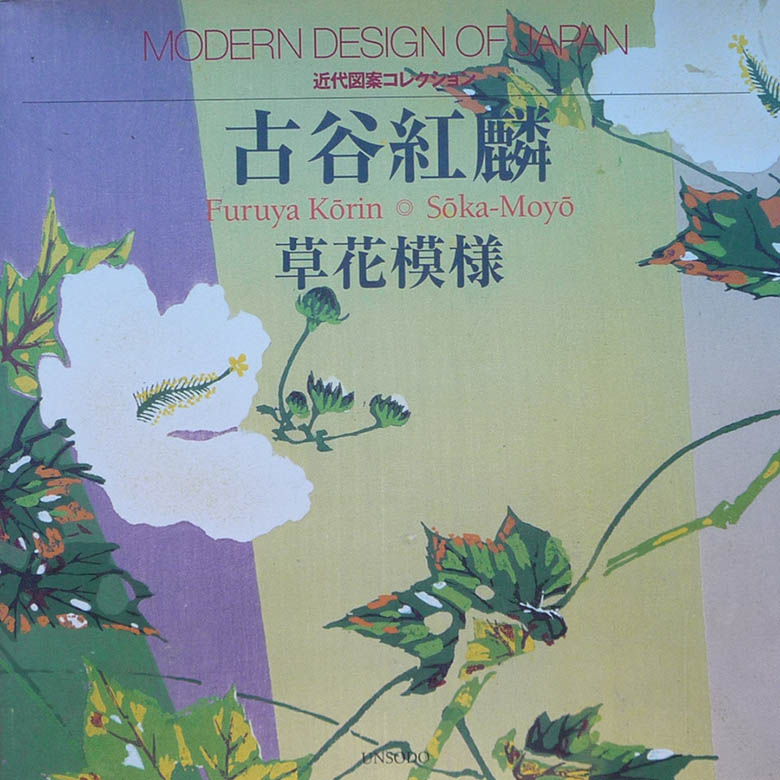 MODERN DESIGN OF JAPAN
近代図案コレクション
古谷紅麟
Furuya Kōrin ◎ Sōka-Moyō
草花模様
UNSODO